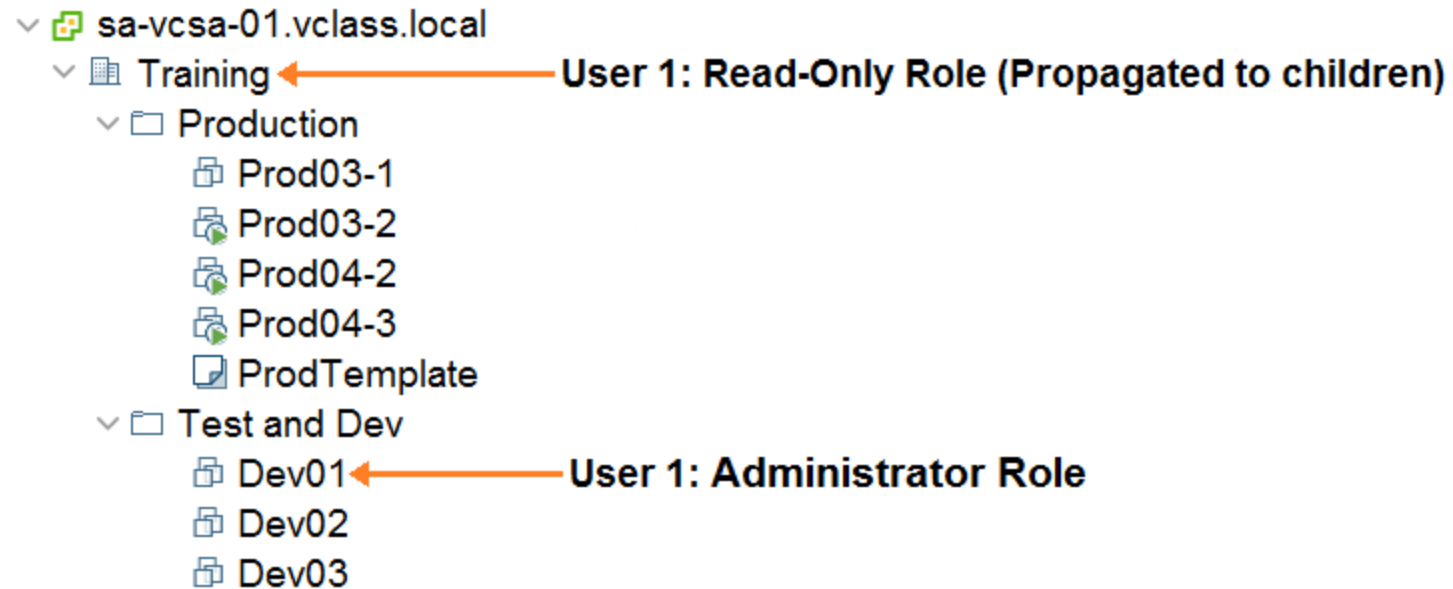 sa-vcsa-01.vclass.local
Training User 1: Read-Only Role (Propagated to children)
Production
Prod03-1
Prod03-2
Prod04-2
Prod04-3
ProdTemplate
Test and Dev
Dev01 User 1: Administrator Role
Dev02
Dev03